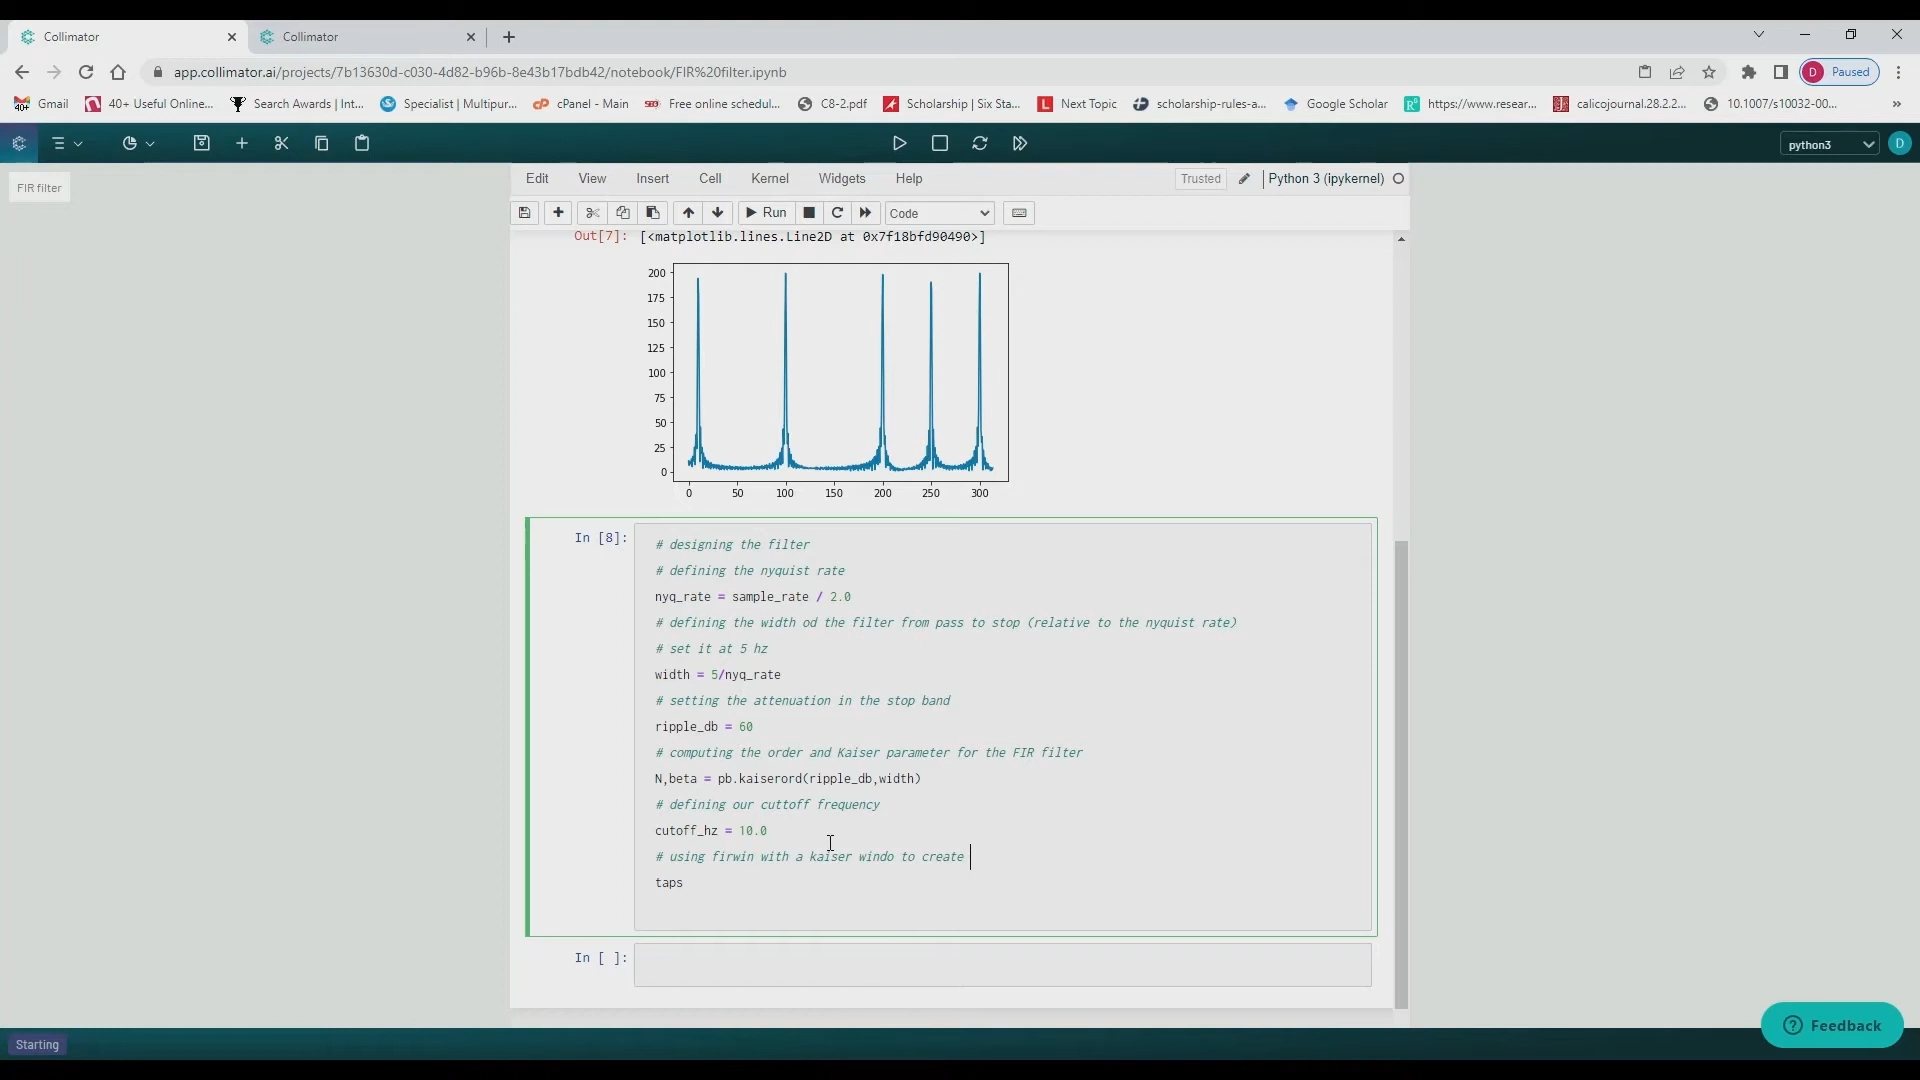 Collimator
Collimator
app.collimator.ai/projects/7b13630d-c030-4d82-b96b-8e43b17bdb42/notebook/FIR%20filter.ipynb
D Paused
40+ Gmail
40+ Useful Online...
Search Awards | Int...
Specialist | Multipur...
cPanel - Main
Free online schedul...
C8-2.pdf
Scholarship | Six Sta...
Next Topic
scholarship-rules-a...
Google Scholar
https://www.resear...
calicojournal.28.2.2...
10.1007/s10032-00...
python3
D
FIR filter
Edit View Insert Cell Kernel Widgets Help
Trusted
Python 3 (ipykernel)
Run
Code
Out[7]: [<matplotlib.lines.Line2D at 0x7f18bfd90490>]
200
175
150
125
100
75
50
25
0
0 50 100 150 200 250 300
In [8]:
# designing the filter
# defining the nyquist rate
nyq_rate = sample_rate / 2.0
# defining the width od the filter from pass to stop (relative to the nyquist rate)
# set it at 5 hz
width = 5/nyq_rate
# setting the attenuation in the stop band
ripple_db = 60
# computing the order and Kaiser parameter for the FIR filter
N,beta = pb.kaiserord(ripple_db,width)
# defining our cuttoff frequency
cutoff_hz = 10.0
# using firwin with a kaiser windo to create
taps
In [ ]:
Feedback
Starting